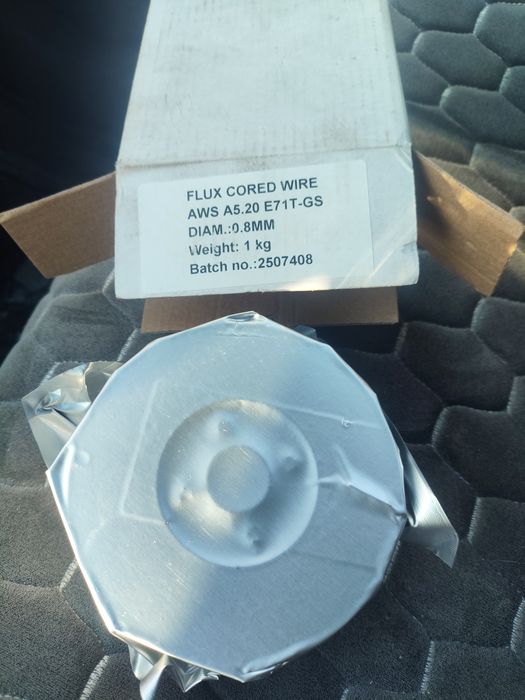 FLUX CORED WIRE
AWS A5.20 E71T-GS
DIAM.:0.8MM
Weight: 1 kg
Batch no.:2507408